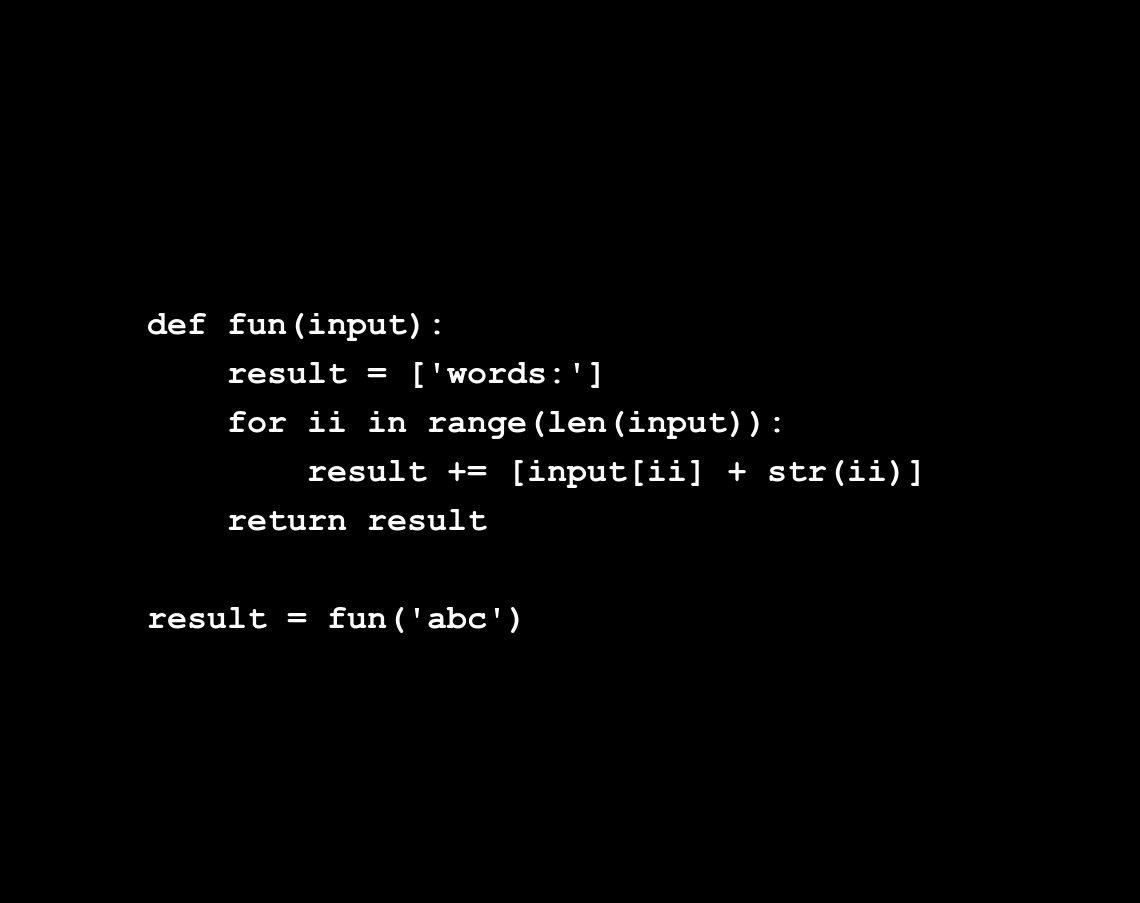 def fun(input):
    result = ['words:']
    for ii in range(len(input)):
        result += [input[ii] + str(ii)]
    return result

result = fun('abc')